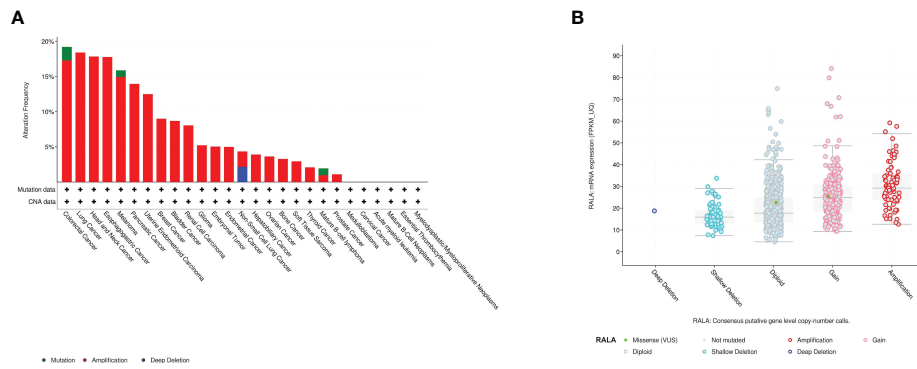 A
B
20%
15%
10%
5%
Alteration Frequency
Mutation data
CNA data
Colorectal cancer
Lung Cancer
Head and Neck Cancer
Esophagogastric Cancer
Melanoma
Pancreatic Cancer
Uterine Endometrioid Carcinoma
Breast Cancer
Bladder Cancer
Renal Cell Carcinoma
Glioma
Embryonal Tumor
Endometrial Cancer
Non-Small Cell Lung Cancer
Hepatobiliary Cancer
Ovarian Cancer
Bone Cancer
Soft Tissue Sarcoma
Thyroid Cancer
Mature B-cell lymphoma
Prostate Cancer
Medulloblastoma
Cervical Cancer
Acute myeloid leukemia
Mature B-Cell Neoplasms
Essential Thrombocythemia
Myelodysplastic/Myeloproliferative Neoplasms
Mutation
Amplification
Deep Deletion
RALA: mRNA expression (FPKM_UQ)
90
80
70
60
50
40
30
20
10
0
Deep Deletion
Shallow Deletion
Diploid
Gain
Amplification
RALA: Consensus putative gene level copy-number calls.
RALA Missense (VUS) Not mutated Amplification Gain
Diploid Shallow Deletion Deep Deletion